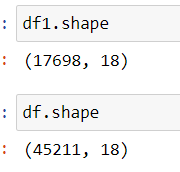 : df1.shape
: (17698, 18)
: df.shape
: (45211, 18)